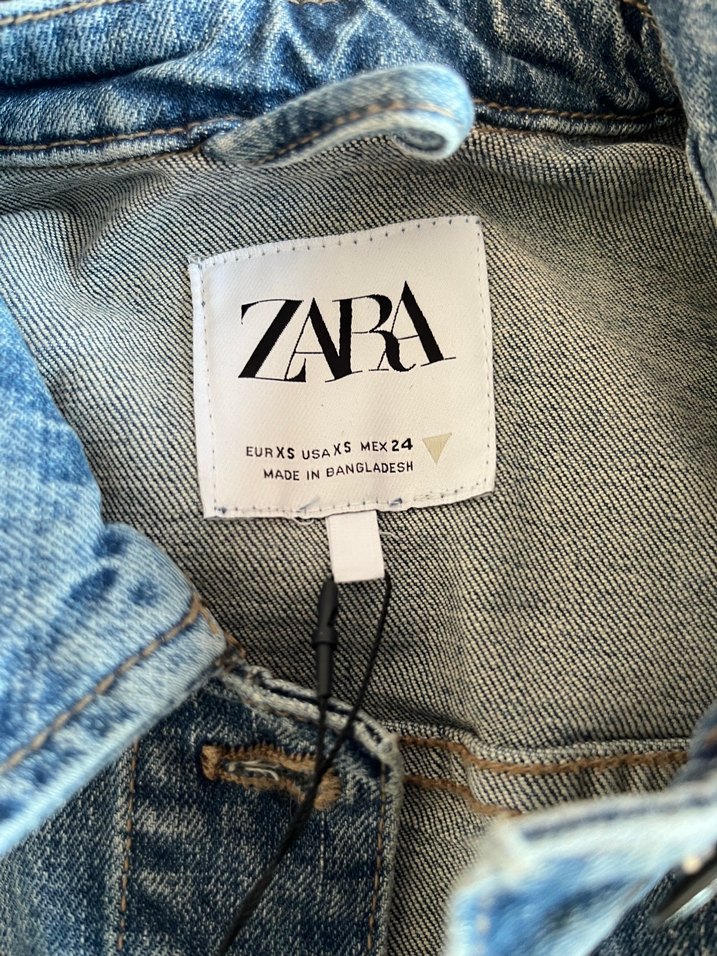 ZARA
EUR XS USA XS MEX 24
MADE IN BANGLADESH